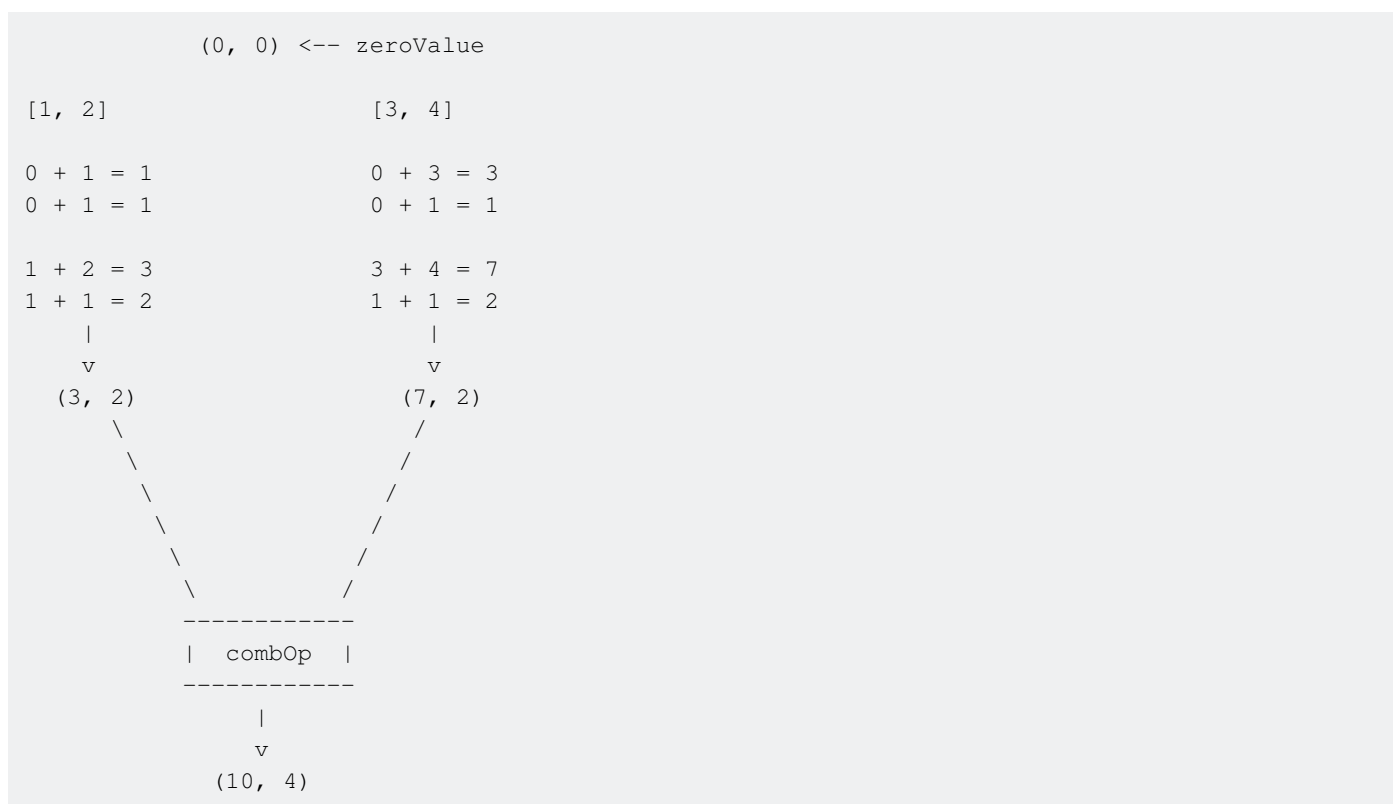 (0, 0) <-- zeroValue
[1, 2]                  [3, 4]
0 + 1 = 1               0 + 3 = 3
0 + 1 = 1               0 + 1 = 1
1 + 2 = 3               3 + 4 = 7
1 + 1 = 2               1 + 1 = 2
|                       |
v                       v
(3, 2)                  (7, 2)
\                     /
\                   /
\                 /
\               /
\             /
\           /
------------
|  combOp  |
------------
|
v
(10, 4)